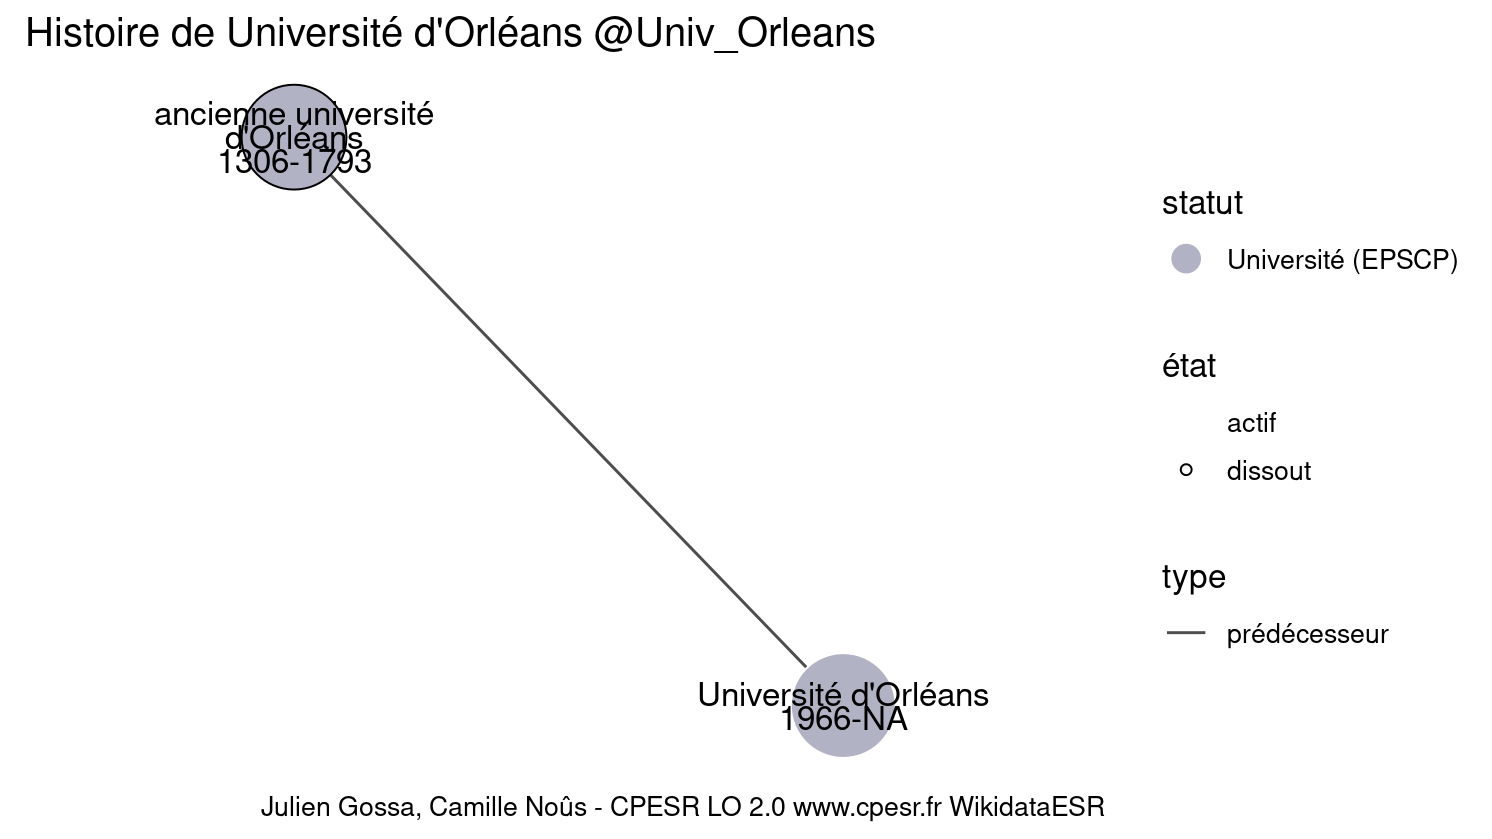 Histoire de Université d'Orléans @Univ_Orleans
ancienne université
d'Orléans
1306-1793
statut
Université (EPSCP)
état
actif
dissout
type
prédécesseur
Université d'Orléans
1966-NA
Julien Gossa, Camille Noûs - CPESR LO 2.0 www.cpesr.fr WikidataESR